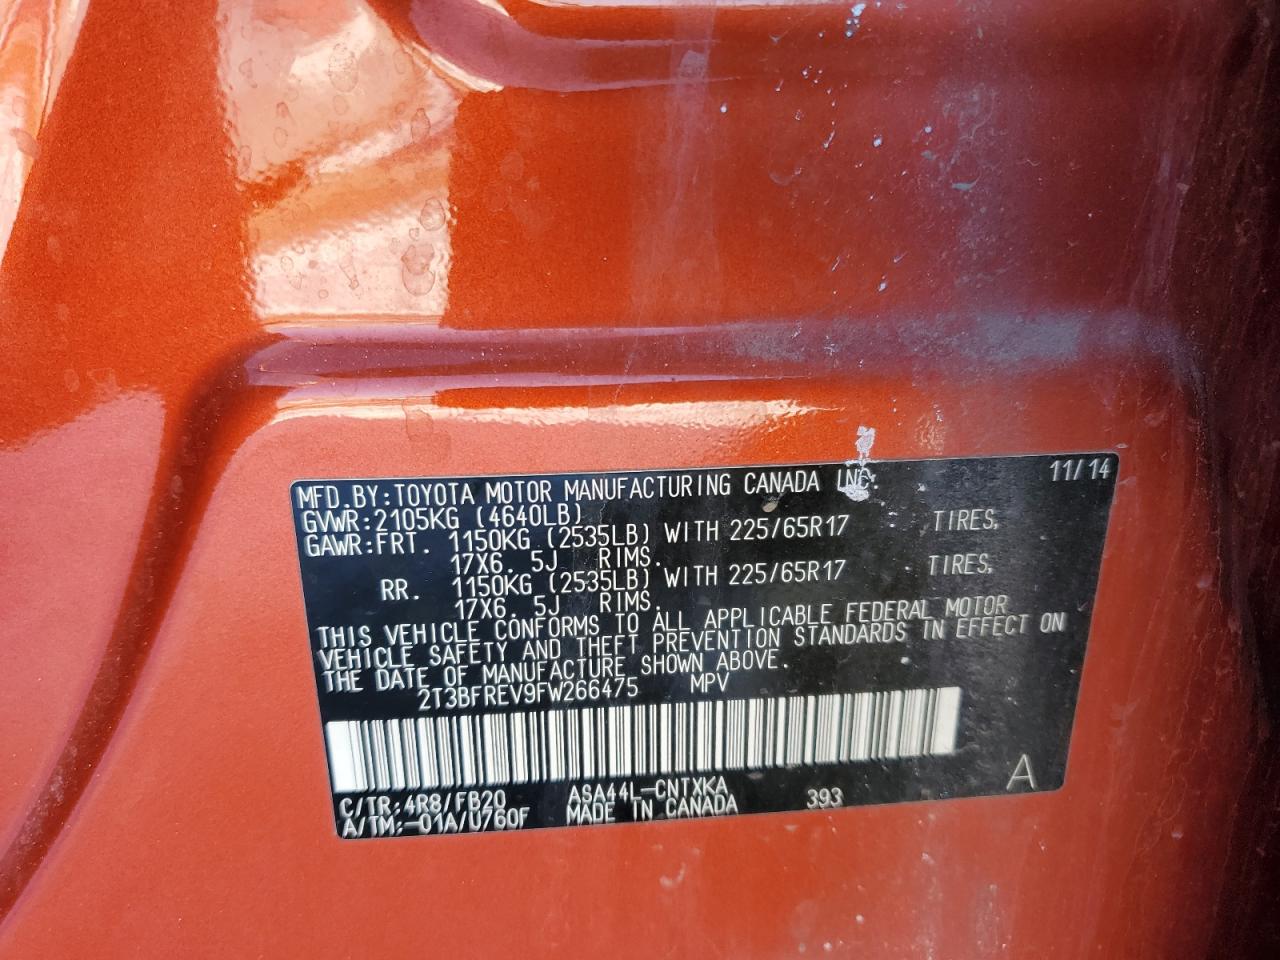 MFD.BY:TOYOTA MOTOR MANUFACTURING CANADA INC. 11/14
GVWR:2105KG (4640LB)
GAWR:FRT. 1150KG (2535LB) WITH 225/65R17 TIRES,
17X6. 5J RIMS.
RR. 1150KG (2535LB) WITH 225/65R17 TIRES,
17X6. 5J RIMS.
THIS VEHICLE CONFORMS TO ALL APPLICABLE FEDERAL MOTOR
VEHICLE SAFETY AND THEFT PREVENTION STANDARDS IN EFFECT ON
THE DATE OF MANUFACTURE SHOWN ABOVE.
2T3BFREV9FW266475 MPV
C/TR:4R8/FB20 ASA44L-CNTXKA 393 A
A/TM:-01A/U760F MADE IN CANADA